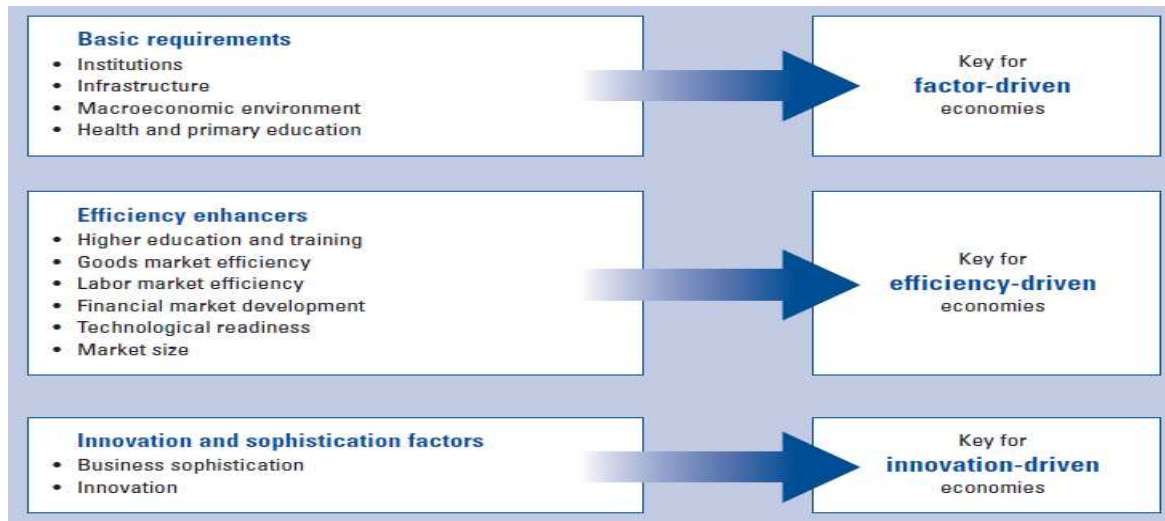 Basic requirements
• Institutions
• Infrastructure
• Macroeconomic environment
• Health and primary education
Key for
factor-driven
economies
Efficiency enhancers
• Higher education and training
• Goods market efficiency
• Labor market efficiency
• Financial market development
• Technological readiness
• Market size
Key for
efficiency-driven
economies
Innovation and sophistication factors
• Business sophistication
• Innovation
Key for
innovation-driven
economies